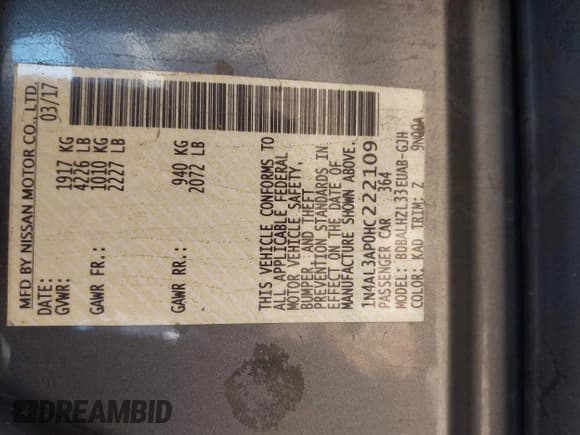 MFD BY NISSAN MOTOR CO., LTD.
DATE: 03/17
GVWR: 1917 KG
4226 LB
GAWR FR.: 1010 KG
2227 LB
GAWR RR.: 940 KG
2072 LB
THIS VEHICLE CONFORMS TO
ALL APPLICABLE FEDERAL
MOTOR VEHICLE SAFETY,
BUMPER, AND THEFT
PREVENTION STANDARDS IN
EFFECT ON THE DATE OF
MANUFACTURE SHOWN ABOVE.
1N4AL3AP0HC222109
PASSENGER CAR 364
MODEL: BDBALHZL33EUAB-GJH
COLOR: KAD TRIM: Z 9N00A
DREAMBID